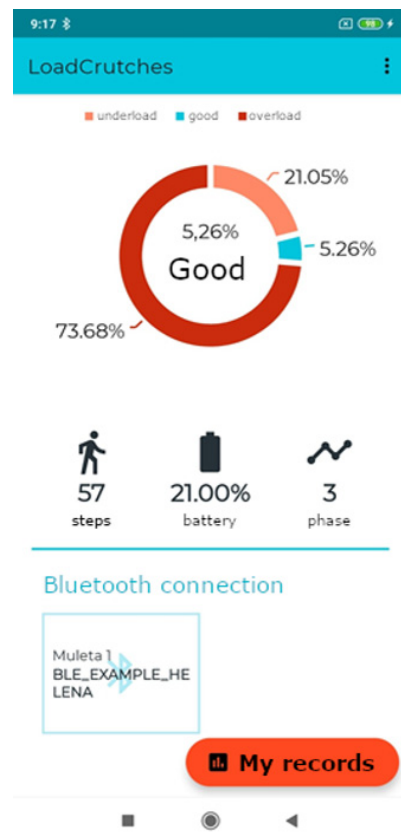 9:17
98
LoadCrutches
underload good overload
21.05%
5,26%
Good
5.26%
73.68%
57 21.00% 3
steps battery phase
Bluetooth connection
Muleta 1
BLE_EXAMPLE_HE
LENA
My records